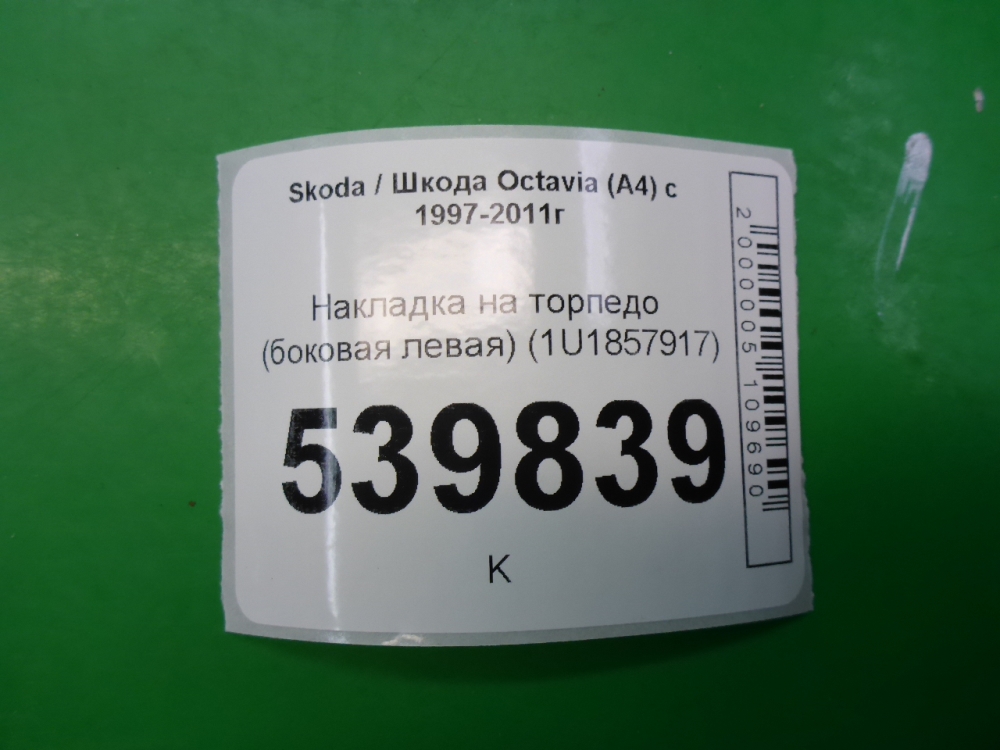 Skoda / Шкода Octavia (A4) с
1997-2011г
Накладка на торпедо
(боковая левая) (1U1857917)
539839
К
2000005109690